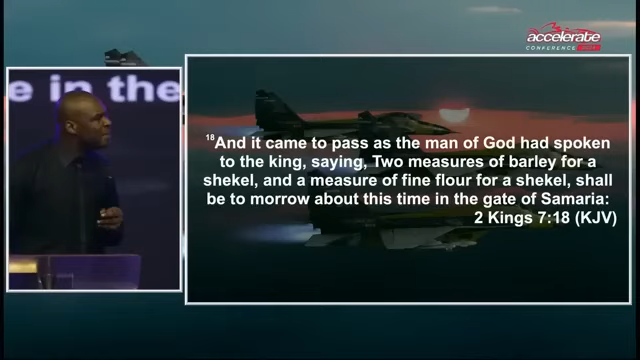 accelerate
CONFERENCE
e in the
¹⁸And it came to pass as the man of God had spoken
to the king, saying, Two measures of barley for a
shekel, and a measure of fine flour for a shekel, shall
be to morrow about this time in the gate of Samaria:
2 Kings 7:18 (KJV)